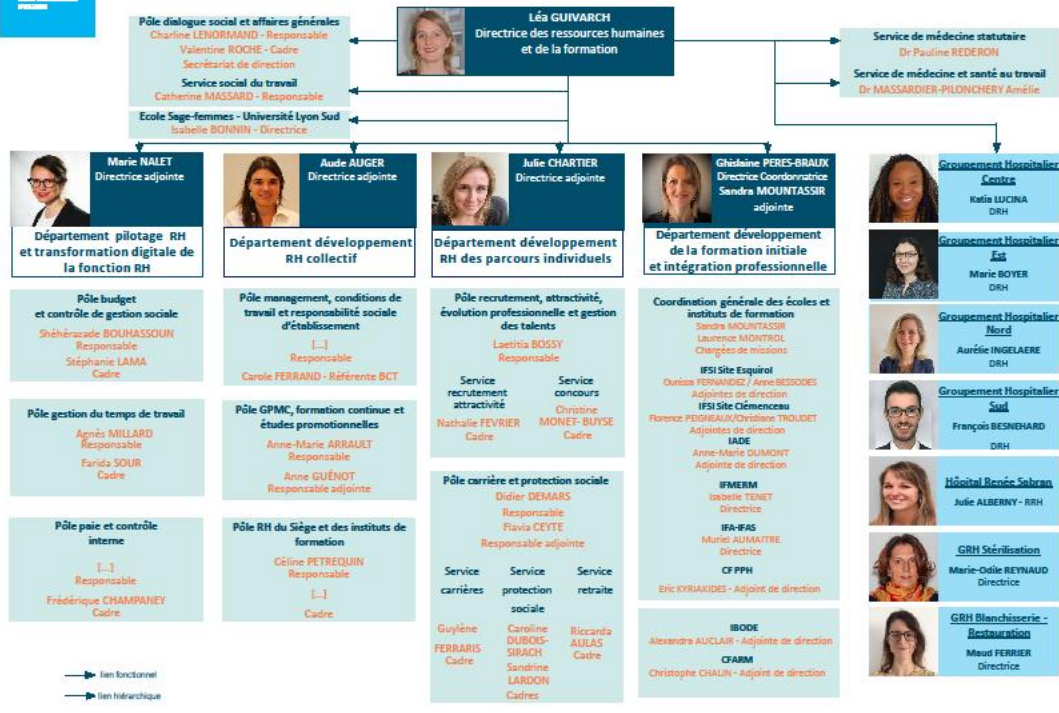 Léa GUIVARCH
Directrice des ressources humaines
et de la formation
Pôle dialogue social et affaires générales
Charline LENORMAND - Responsable
Valentine ROCHE - Cadre
Secrétariat de direction
Service social du travail
Catherine MASSARD - Responsable
Ecole Sage-femmes - Université Lyon Sud
Isabelle BONNIN - Directrice
Service de médecine statutaire
Dr Pauline REDERON
Service de médecine et santé au travail
Dr MASSARDIER-PILONCHERY Amélie
Marie NALET
Directrice adjointe
Département pilotage RH
et transformation digitale de
la fonction RH
Pôle budget
et contrôle de gestion sociale
Shéhérazade BOUHASSOUN
Responsable
Stéphanie LAMA
Cadre
Pôle gestion du temps de travail
Agnès MILLARD
Responsable
Farida SOUR
Cadre
Pôle paie et contrôle
interne
[...]
Responsable
Frédérique CHAMPANEY
Cadre
Aude AUGER
Directrice adjointe
Département développement
RH collectif
Pôle management, conditions de
travail et responsabilité sociale
d'établissement
[...]
Responsable
Carole FERRAND - Référente BCT
Pôle GPMC, formation continue et
études promotionnelles
Anne-Marie ARRAULT
Responsable
Anne GUÉNOT
Responsable adjointe
Pôle RH du Siège et des instituts de
formation
Céline PETREQUIN
Responsable
[...]
Cadre
Julie CHARTIER
Directrice adjointe
Département développement
RH des parcours individuels
Pôle recrutement, attractivité,
évolution professionnelle et gestion
des talents
Laetitia BOSSY
Responsable
Service
recrutement
attractivité
Nathalie FEVRIER
Cadre
Service
concours
Christine
MONET- BUYSE
Cadre
Pôle carrière et protection sociale
Didier DEMARS
Responsable
Flavia CEYTE
Responsable adjointe
Service
carrières
Guylène
FERRARIS
Cadre
Service
protection
sociale
Caroline
DUBOIS-
SIRACH
Sandrine
LARDON
Cadres
Service
retraite
Riccarda
AULAS
Cadre
Ghislaine PERES-BRAUX
Directrice Coordonnatrice
Sandra MOUNTASSIR
adjointe
Département développement
de la formation initiale
et intégration professionnelle
Coordination générale des écoles et
instituts de formation
Sandra MOUNTASSIR
Laurence MONTROL
Chargées de missions
IFSI Site Esquirol
Ounissa FERNANDEZ / Anne BESSODES
Adjointes de direction
IFSI Site Clémenceau
Florence PEIGNEAUX/Christiane TROUDET
Adjointes de direction
IADE
Anne-Marie DUMONT
Adjointe de direction
IFMERM
Isabelle TENET
Directrice
IFA-IFAS
Muriel AUMAITRE
Directrice
CF PPH
Eric KYRIAKIDES - Adjoint de direction
IBODE
Alexandra AUCLAIR - Adjointe de direction
CFARM
Christophe CHALIN - Adjoint de direction
Groupement Hospitalier
Centre
Katia LUCINA
DRH
Groupement Hospitalier
Est
Marie BOYER
DRH
Groupement Hospitalier
Nord
Aurélie INGELAERE
DRH
Groupement Hospitalier
Sud
François BESNEHARD
DRH
Hôpital Renée Sabran
Julie ALBERNY - RRH
GRH Stérilisation
Marie-Odile REYNAUD
Directrice
GRH Blanchisserie -
Restauration
Maud FERRIER
Directrice
lien fonctionnel
lien hiérarchique